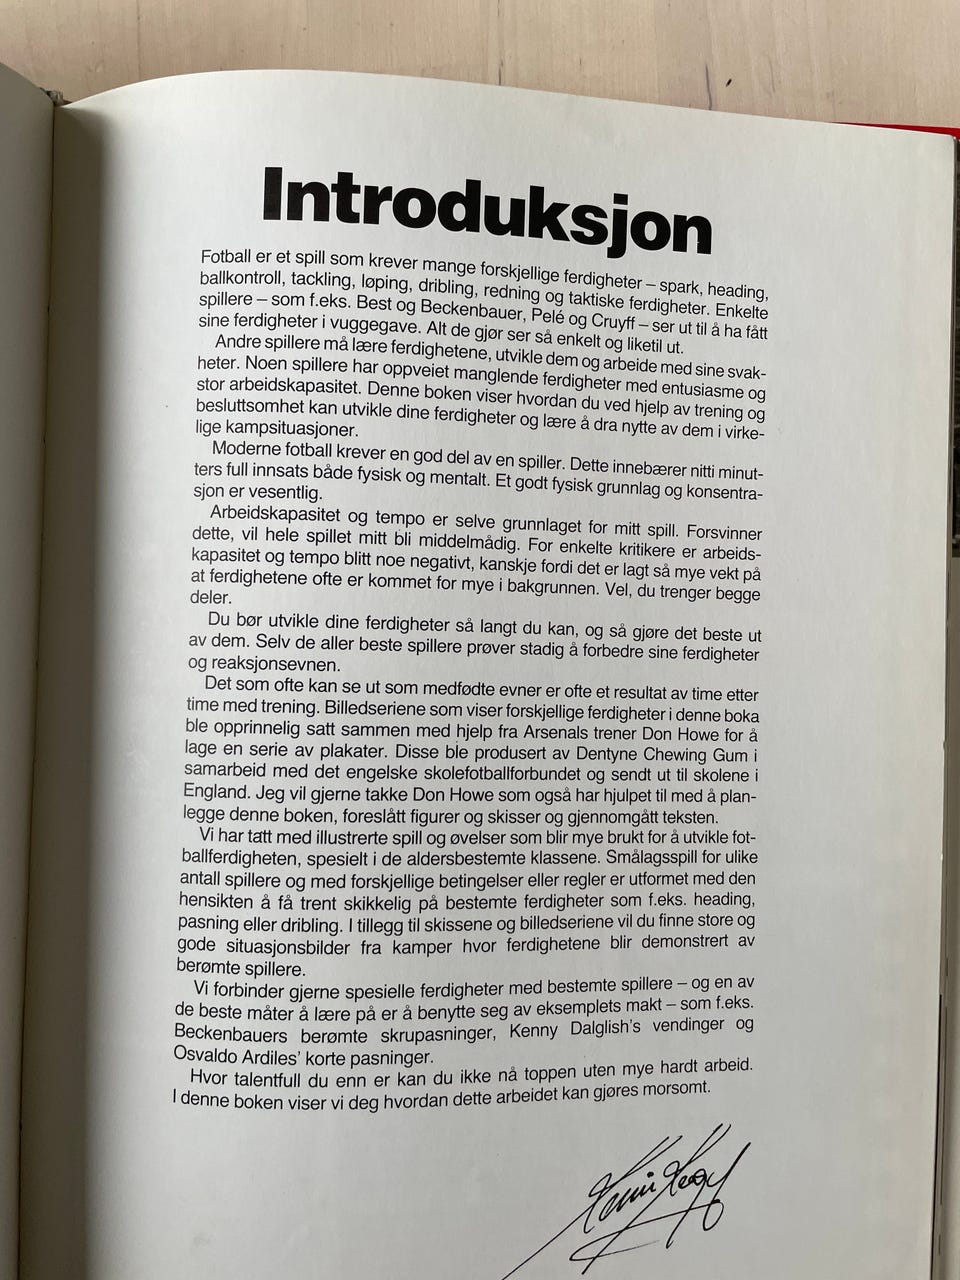 Introduksjon
Fotball er et spill som krever mange forskjellige ferdigheter – spark, heading,
ballkontroll, tackling, løping, dribling, redning og taktiske ferdigheter. Enkelte
spillere – som f.eks. Best og Beckenbauer, Pelé og Cruyff – ser ut til å ha fått
sine ferdigheter i vuggegave. Alt de gjør ser så enkelt og liketil ut.
Andre spillere må lære ferdighetene, utvikle dem og arbeide med sine svak-
heter. Noen spillere har oppveiet manglende ferdigheter med entusiasme og
stor arbeidskapasitet. Denne boken viser hvordan du ved hjelp av trening og
besluttsomhet kan utvikle dine ferdigheter og lære å dra nytte av dem i virke-
lige kampsituasjoner.
Moderne fotball krever en god del av en spiller. Dette innebærer nitti minut-
ters full innsats både fysisk og mentalt. Et godt fysisk grunnlag og konsentra-
sjon er vesentlig.
Arbeidskapasitet og tempo er selve grunnlaget for mitt spill. Forsvinner
dette, vil hele spillet mitt bli middelmådig. For enkelte kritikere er arbeids-
kapasitet og tempo blitt noe negativt, kanskje fordi det er lagt så mye vekt på
at ferdighetene ofte er kommet for mye i bakgrunnen. Vel, du trenger begge
deler.
Du bør utvikle dine ferdigheter så langt du kan, og så gjøre det beste ut
av dem. Selv de aller beste spillere prøver stadig å forbedre sine ferdigheter
og reaksjonsevnen.
Det som ofte kan se ut som medfødte evner er ofte et resultat av time etter
time med trening. Billedseriene som viser forskjellige ferdigheter i denne boka
ble opprinnelig satt sammen med hjelp fra Arsenals trener Don Howe for å
lage en serie av plakater. Disse ble produsert av Dentyne Chewing Gum i
samarbeid med det engelske skolefotballforbundet og sendt ut til skolene i
England. Jeg vil gjerne takke Don Howe som også har hjulpet til med å plan-
legge denne boken, foreslått figurer og skisser og gjennomgått teksten.
Vi har tatt med illustrerte spill og øvelser som blir mye brukt for å utvikle fot-
ballferdigheten, spesielt i de aldersbestemte klassene. Smålagsspill for ulike
antall spillere og med forskjellige betingelser eller regler er utformet med den
hensikten å få trent skikkelig på bestemte ferdigheter som f.eks. heading,
pasning eller dribling. I tillegg til skissene og billedseriene vil du finne store og
gode situasjonsbilder fra kamper hvor ferdighetene blir demonstrert av
berømte spillere.
Vi forbinder gjerne spesielle ferdigheter med bestemte spillere – og en av
de beste måter å lære på er å benytte seg av eksemplets makt – som f.eks.
Beckenbauers berømte skrupasninger, Kenny Dalglish's vendinger og
Osvaldo Ardiles' korte pasninger.
Hvor talentfull du enn er kan du ikke nå toppen uten mye hardt arbeid.
I denne boken viser vi deg hvordan dette arbeidet kan gjøres morsomt.